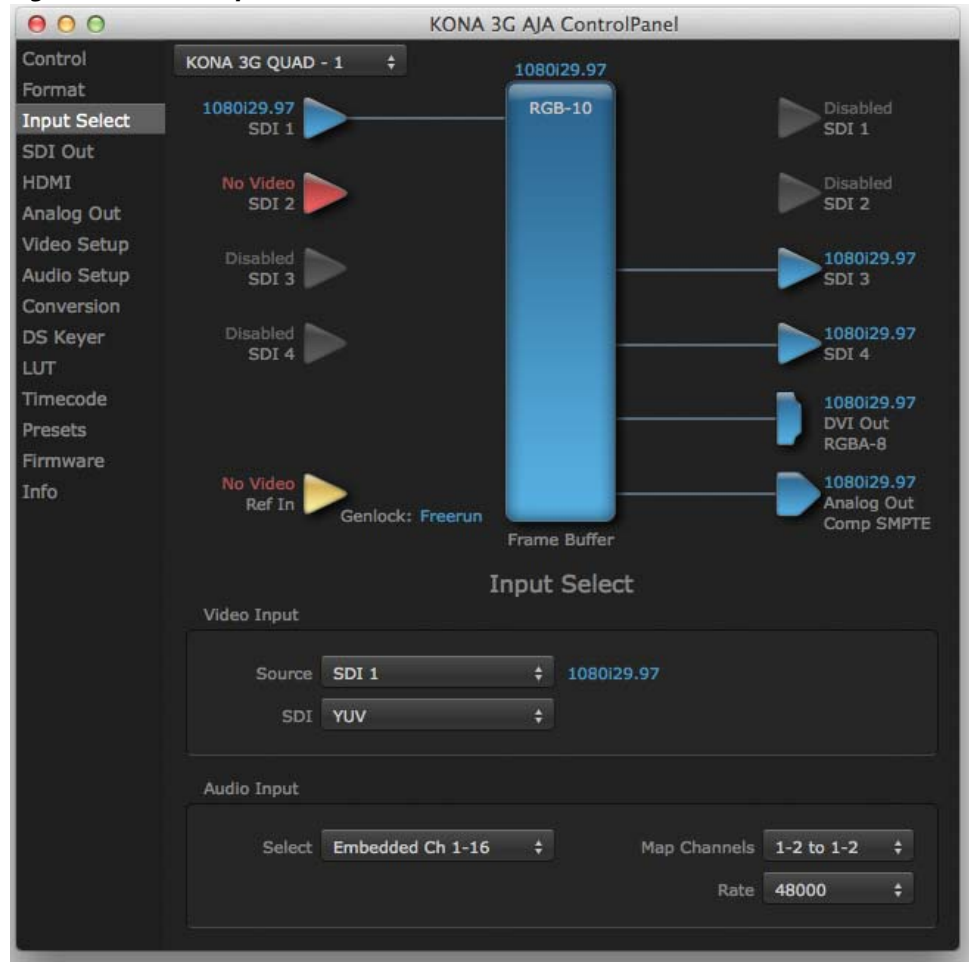 KONA 3G AJA ControlPanel
Control
Format
Input Select
SDI Out
HDMI
Analog Out
Video Setup
Audio Setup
Conversion
DS Keyer
LUT
Timecode
Presets
Firmware
Info
KONA 3G QUAD - 1
1080i29.97
RGB-10
1080i29.97
SDI 1
No Video
SDI 2
Disabled
SDI 3
Disabled
SDI 4
No Video
Ref In
Genlock: Freerun
Frame Buffer
Disabled
SDI 1
Disabled
SDI 2
1080i29.97
SDI 3
1080i29.97
SDI 4
1080i29.97
DVI Out
RGBA-8
1080i29.97
Analog Out
Comp SMPTE
Input Select
Video Input
Source SDI 1 1080i29.97
SDI YUV
Audio Input
Select Embedded Ch 1-16 Map Channels 1-2 to 1-2
Rate 48000